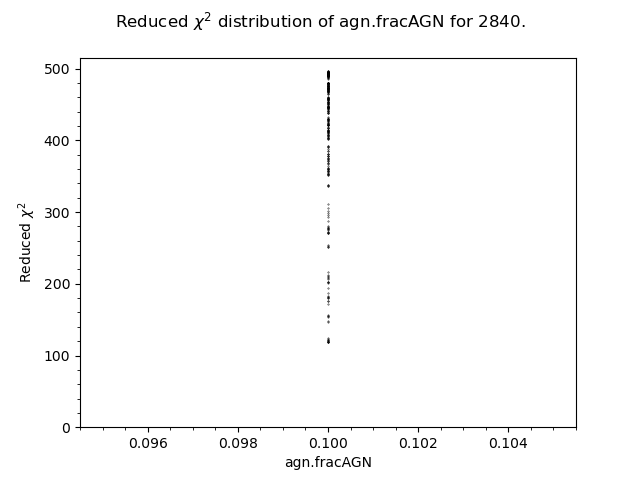 Reduced χ² distribution of agn.fracAGN for 2840.
500
400
300
200
100
0
Reduced χ²
0.096 0.098 0.100 0.102 0.104
agn.fracAGN